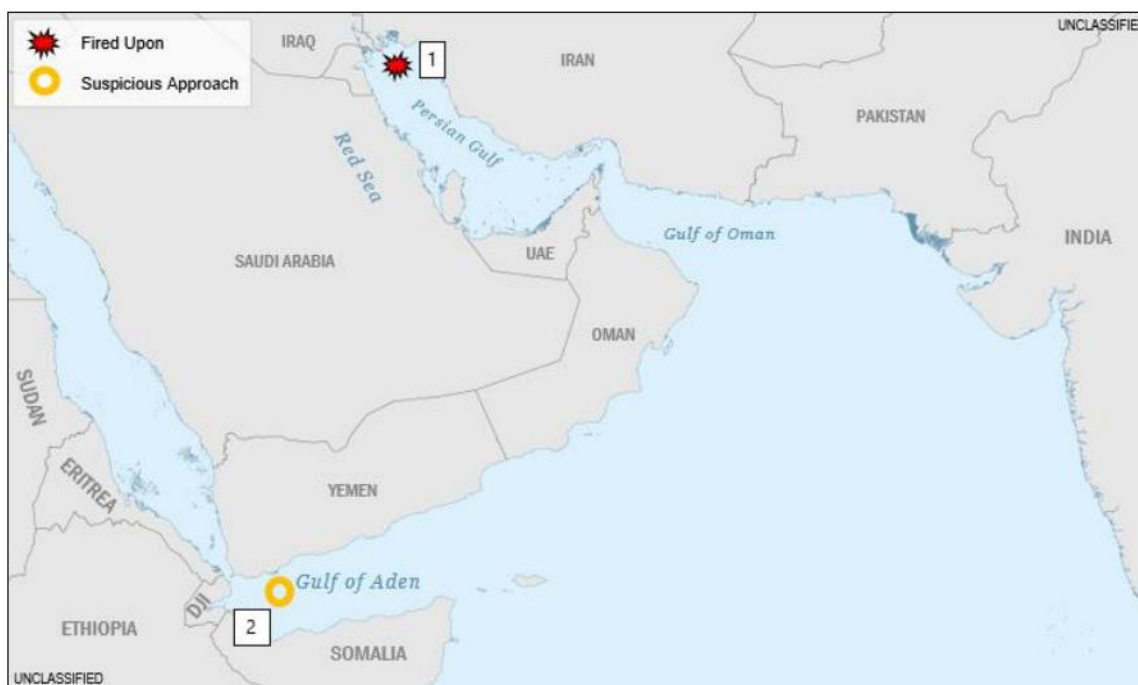 Fired Upon
Suspicious Approach
UNCLASSIFIE
IRAQ
1
IRAN
PAKISTAN
Persian Gulf
Red Sea
Gulf of Oman
INDIA
SAUDI ARABIA
UAE
OMAN
SUDAN
ERITREA
YEMEN
Gulf of Aden
DJI
2
ETHIOPIA
SOMALIA
UNCLASSIFIED